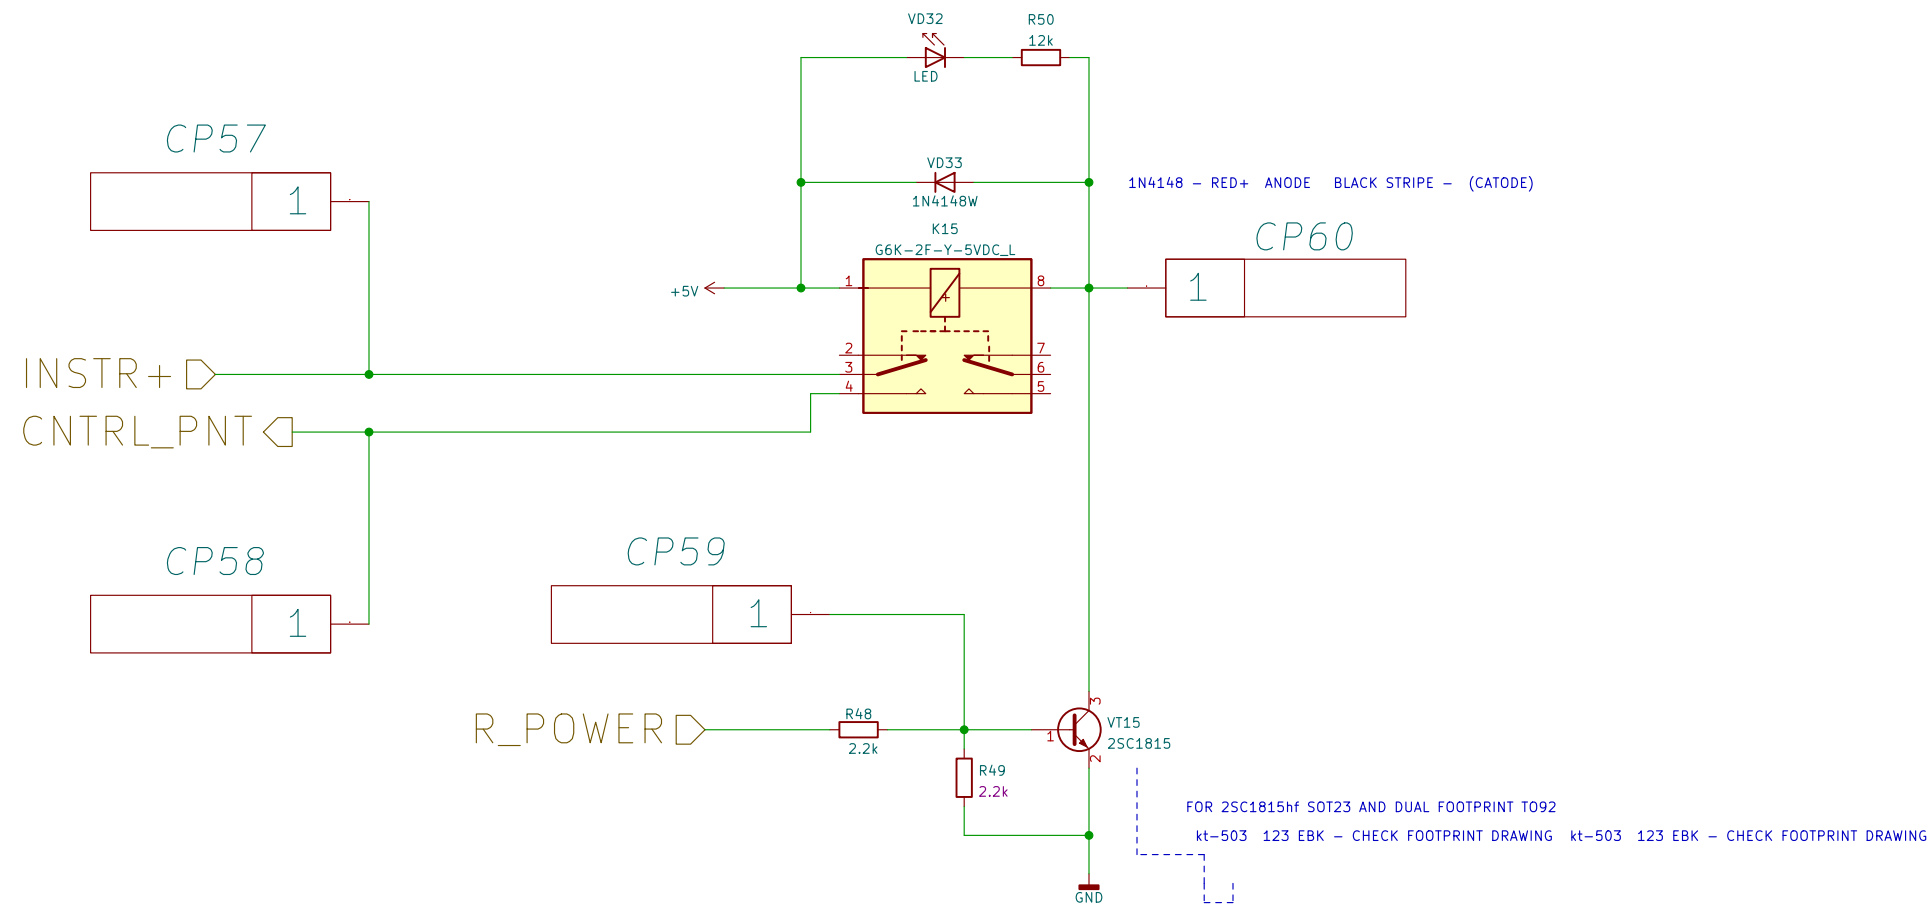 VD32
R50
12k
LED
CP57
1
VD33
1N4148W
1N4148 - RED+ ANODE BLACK STRIPE - (CATODE)
K15
G6K-2F-Y-5VDC_L
CP60
1
+5V
1
8
+
2
7
3
6
4
5
INSTR+
CNTRL_PNT
CP58
1
CP59
1
R_POWER
R48
2.2k
R49
2.2k
1
3
2
VT15
2SC1815
FOR 2SC1815hf SOT23 AND DUAL FOOTPRINT TO92
kt-503 123 EBK - CHECK FOOTPRINT DRAWING kt-503 123 EBK - CHECK FOOTPRINT DRAWING
GND